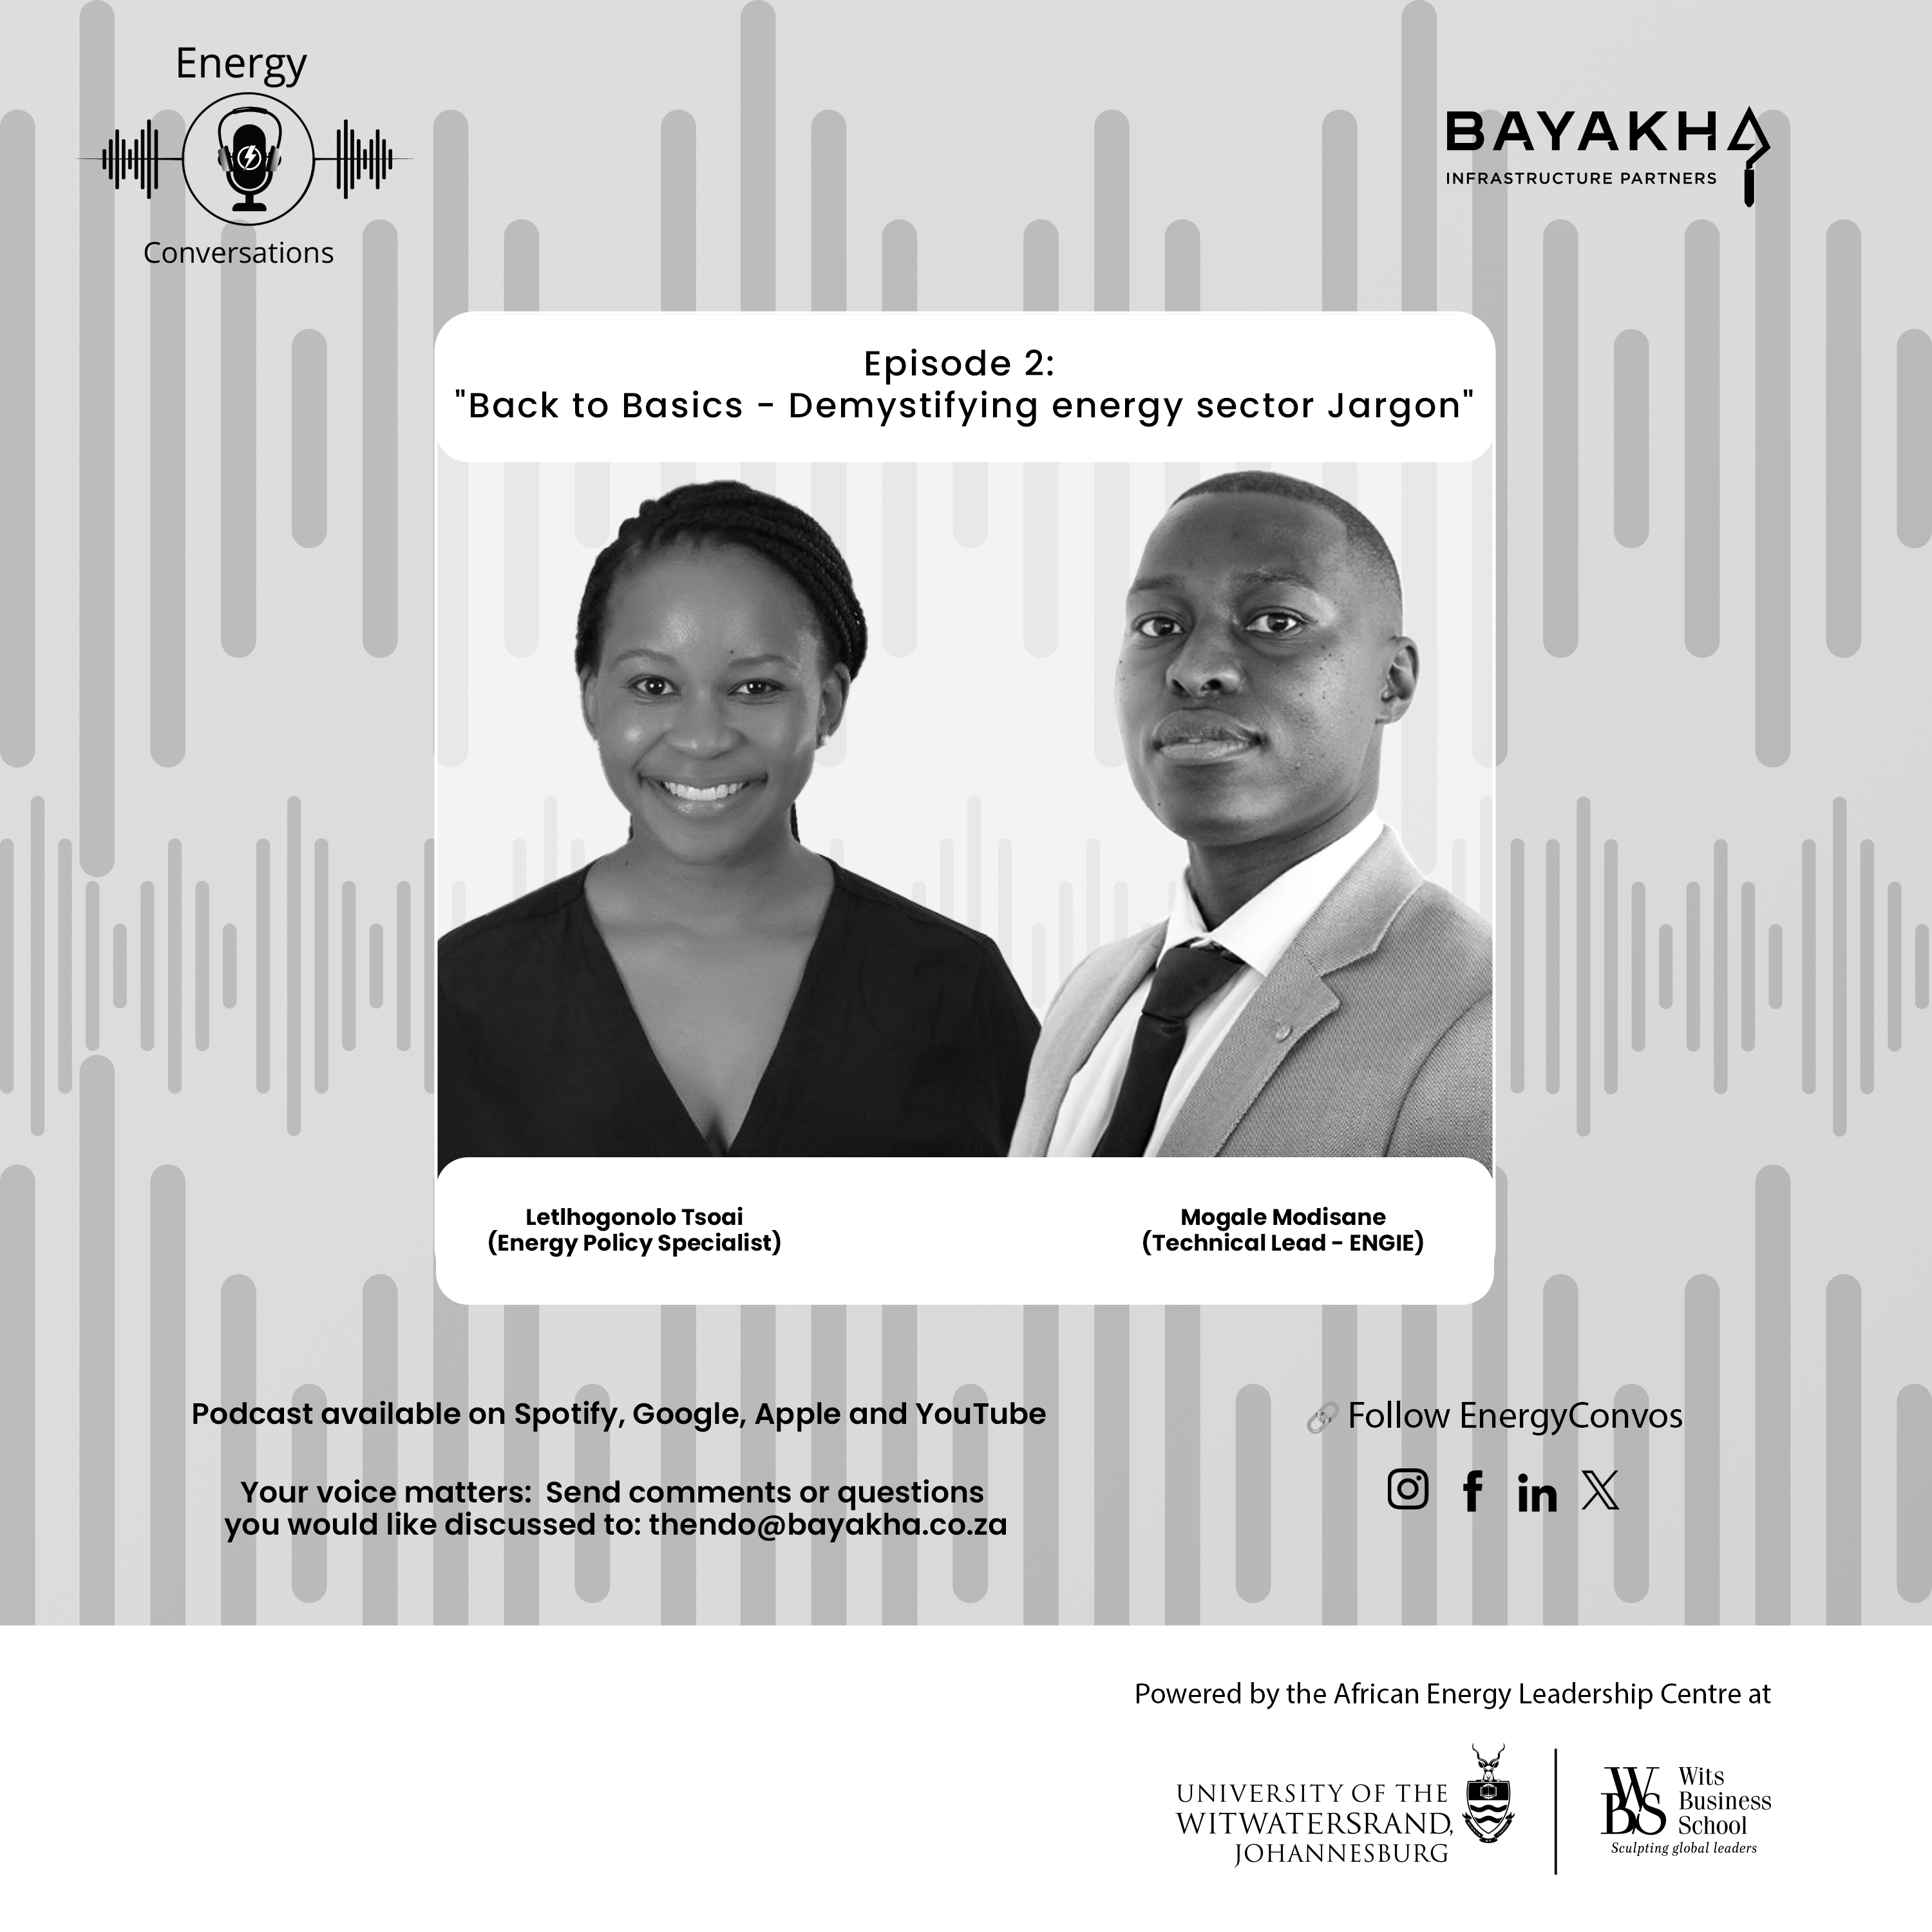 Energy
Conversations
BAYAKHA
INFRASTRUCTURE PARTNERS
Episode 2:
"Back to Basics - Demystifying energy sector Jargon"
Letlhogonolo Tsoai
(Energy Policy Specialist)
Mogale Modisane
(Technical Lead - ENGIE)
Podcast available on Spotify, Google, Apple and YouTube
Your voice matters:  Send comments or questions
you would like discussed to: thendo@bayakha.co.za
Follow EnergyConvos
Powered by the African Energy Leadership Centre at
UNIVERSITY OF THE
WITWATERSRAND,
JOHANNESBURG
WBS
Wits
Business
School
Sculpting global leaders